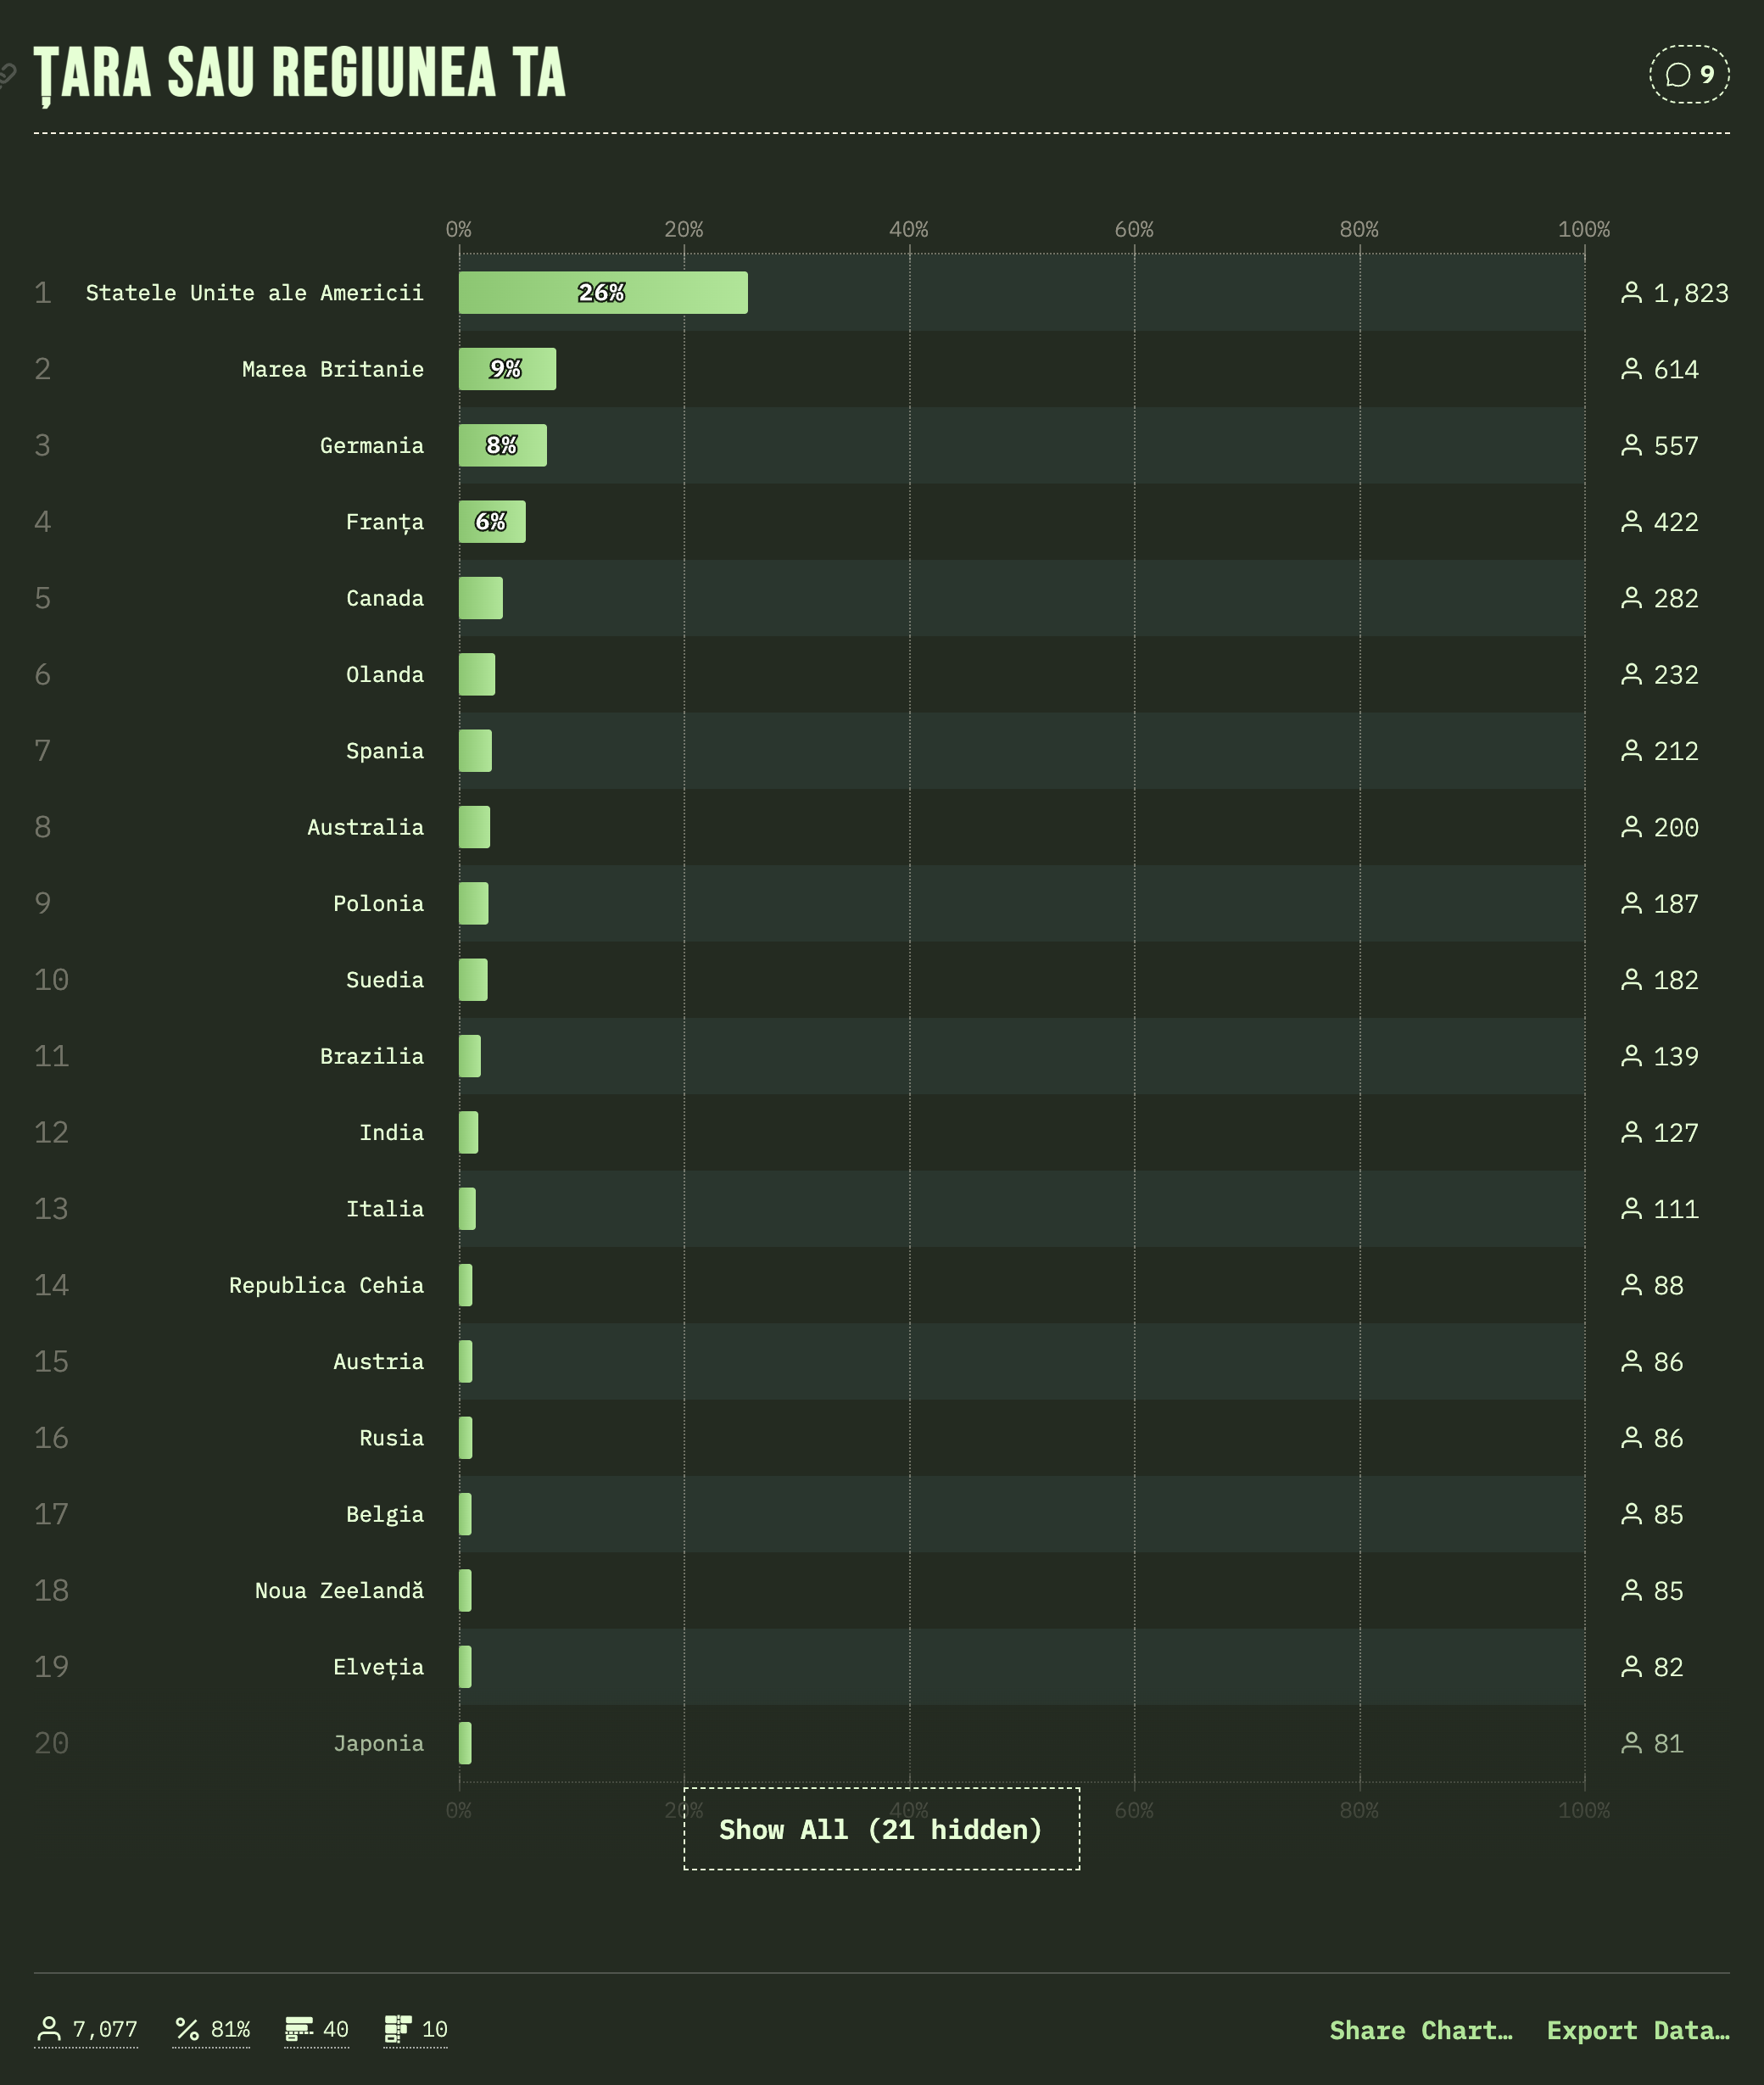 ȚARA SAU REGIUNEA TA
9
0% 20% 40% 60% 80% 100%
1 Statele Unite ale Americii 26% 1,823
2 Marea Britanie 9% 614
3 Germania 8% 557
4 Franța 6% 422
5 Canada 282
6 Olanda 232
7 Spania 212
8 Australia 200
9 Polonia 187
10 Suedia 182
11 Brazilia 139
12 India 127
13 Italia 111
14 Republica Cehia 88
15 Austria 86
16 Rusia 86
17 Belgia 85
18 Noua Zeelandă 85
19 Elveția 82
20 Japonia 81
0% 20% 40% 60% 80% 100%
Show All (21 hidden)
7,077 81% 40 10 Share Chart… Export Data…